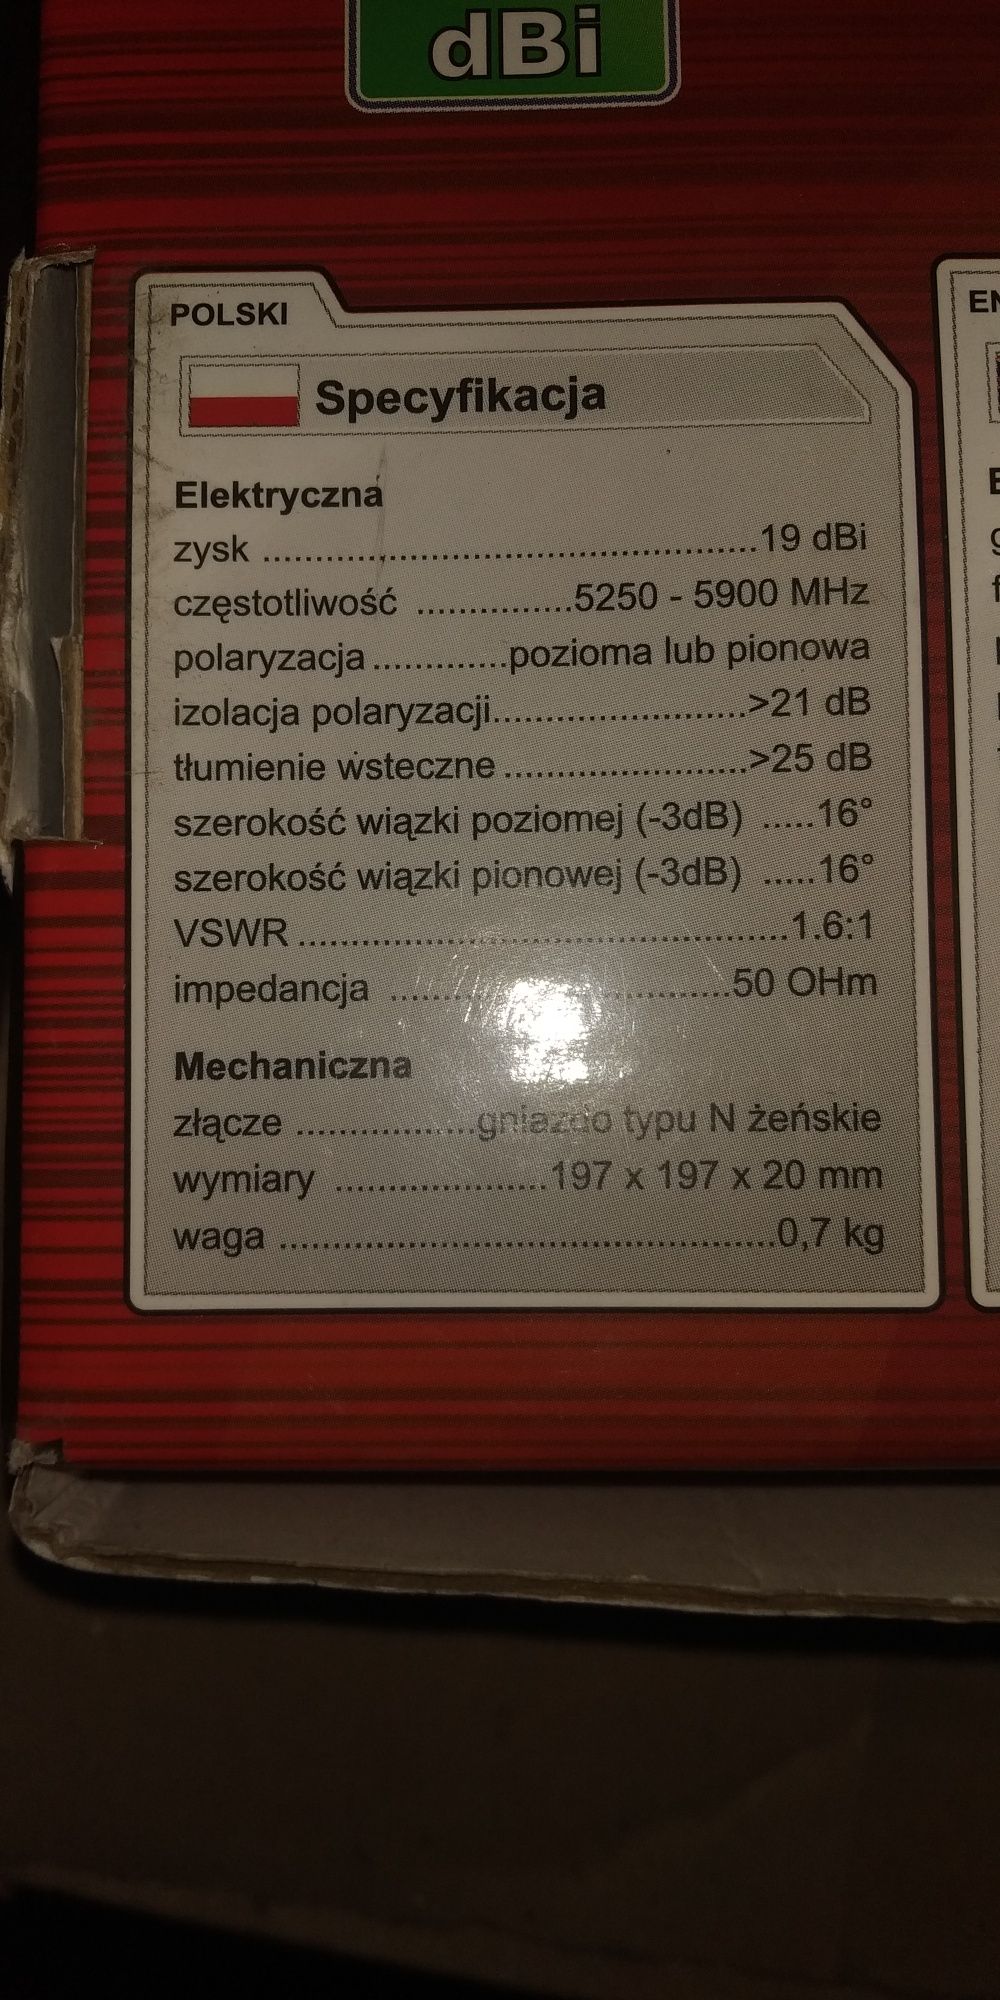 dBi
POLSKI
Specyfikacja
Elektryczna
zysk ................................................19 dBi
częstotliwość ...............5250 - 5900 MHz
polaryzacja.............pozioma lub pionowa
izolacja polaryzacji........................>21 dB
tłumienie wsteczne.......................>25 dB
szerokość wiązki poziomej (-3dB) .....16°
szerokość wiązki pionowej (-3dB) .....16°
VSWR...............................................1.6:1
impedancja .................................50 OHm
Mechaniczna
złącze .................gniazdo typu N żeńskie
wymiary ....................197 x 197 x 20 mm
waga ................................................0,7 kg